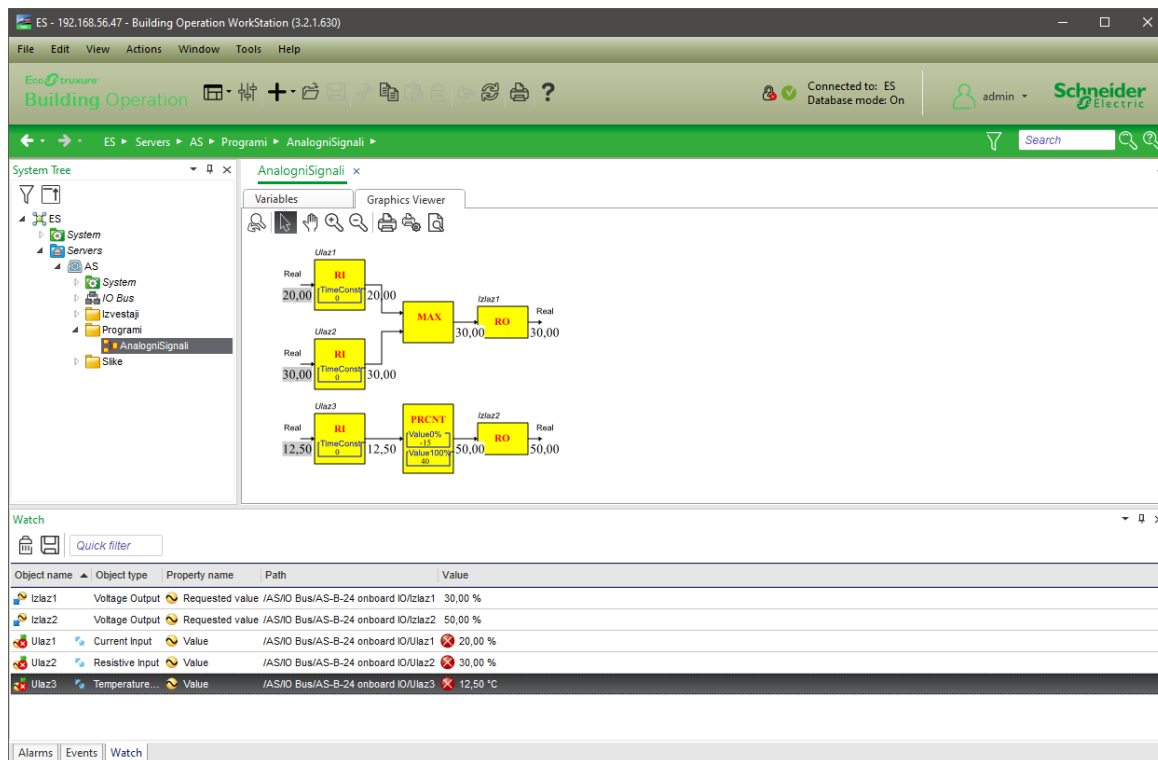 ES - 192.168.56.47 - Building Operation WorkStation (3.2.1.630)
File Edit View Actions Window Tools Help
EcoStruxure
Building Operation
Connected to: ES
Database mode: On
admin
Schneider
Electric
ES Servers AS Programi AnalogniSignali
Search
System Tree
ES
System
Servers
AS
System
IO Bus
Izvestaji
Programi
AnalogniSignali
Slike
AnalogniSignali
Variables Graphics Viewer
Ulaz1
Real
RI
TimeConst
20,00 0 20,00
MAX
Izlaz1
RO
Real
30,00 30,00
Ulaz2
Real
RI
TimeConst
30,00 0 30,00
Ulaz3
Real
RI
TimeConst
12,50 0 12,50
PRCNT
Value0%
-15
Value100%
40
Izlaz2
RO
Real
50,00 50,00
Watch
Quick filter
Object name Object type Property name Path Value
Izlaz1 Voltage Output Requested value /AS/IO Bus/AS-B-24 onboard IO/Izlaz1 30,00 %
Izlaz2 Voltage Output Requested value /AS/IO Bus/AS-B-24 onboard IO/Izlaz2 50,00 %
Ulaz1 Current Input Value /AS/IO Bus/AS-B-24 onboard IO/Ulaz1 20,00 %
Ulaz2 Resistive Input Value /AS/IO Bus/AS-B-24 onboard IO/Ulaz2 30,00 %
Ulaz3 Temperature... Value /AS/IO Bus/AS-B-24 onboard IO/Ulaz3 12,50 °C
Alarms Events Watch